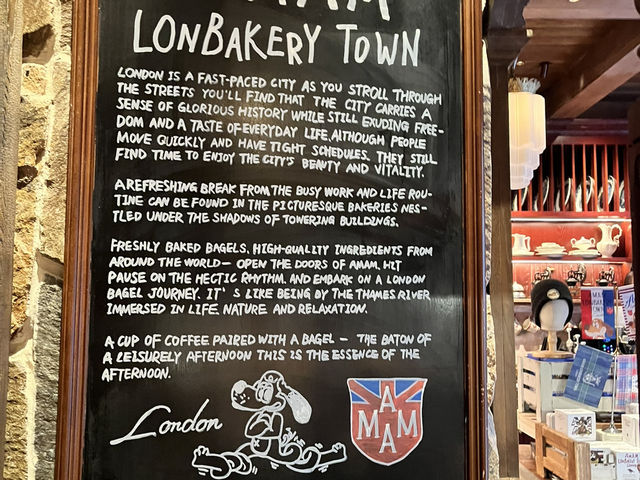 AMAM
LONBAKERY TOWN
LONDON IS A FAST-PACED CITY AS YOU STROLL THROUGH
THE STREETS YOU'LL FIND THAT THE CITY CARRIES A
SENSE OF GLORIOUS HISTORY WHILE STILL EXUDING FREE-
DOM AND A TASTE OF EVERYDAY LIFE. ALTHOUGH PEOPLE
MOVE QUICKLY AND HAVE TIGHT SCHEDULES, THEY STILL
FIND TIME TO ENJOY THE CITY'S BEAUTY AND VITALITY.
A REFRESHING BREAK FROM THE BUSY WORK AND LIFE ROU-
TINE CAN BE FOUND IN THE PICTURESQUE BAKERIES NES-
TLED UNDER THE SHADOWS OF TOWERING BUILDINGS.
FRESHLY BAKED BAGELS, HIGH-QUALITY INGREDIENTS FROM
AROUND THE WORLD— OPEN THE DOORS OF AMAM, HIT
PAUSE ON THE HECTIC RHYTHM, AND EMBARK ON A LONDON
BAGEL JOURNEY. IT' S LIKE BEING BY THE THAMES RIVER
IMMERSED IN LIFE, NATURE AND RELAXATION.
A CUP OF COFFEE PAIRED WITH A BAGEL — THE BATON OF
A LEISURELY AFTERNOON THIS IS THE ESSENCE OF THE
AFTERNOON.
London
A
MAM
A